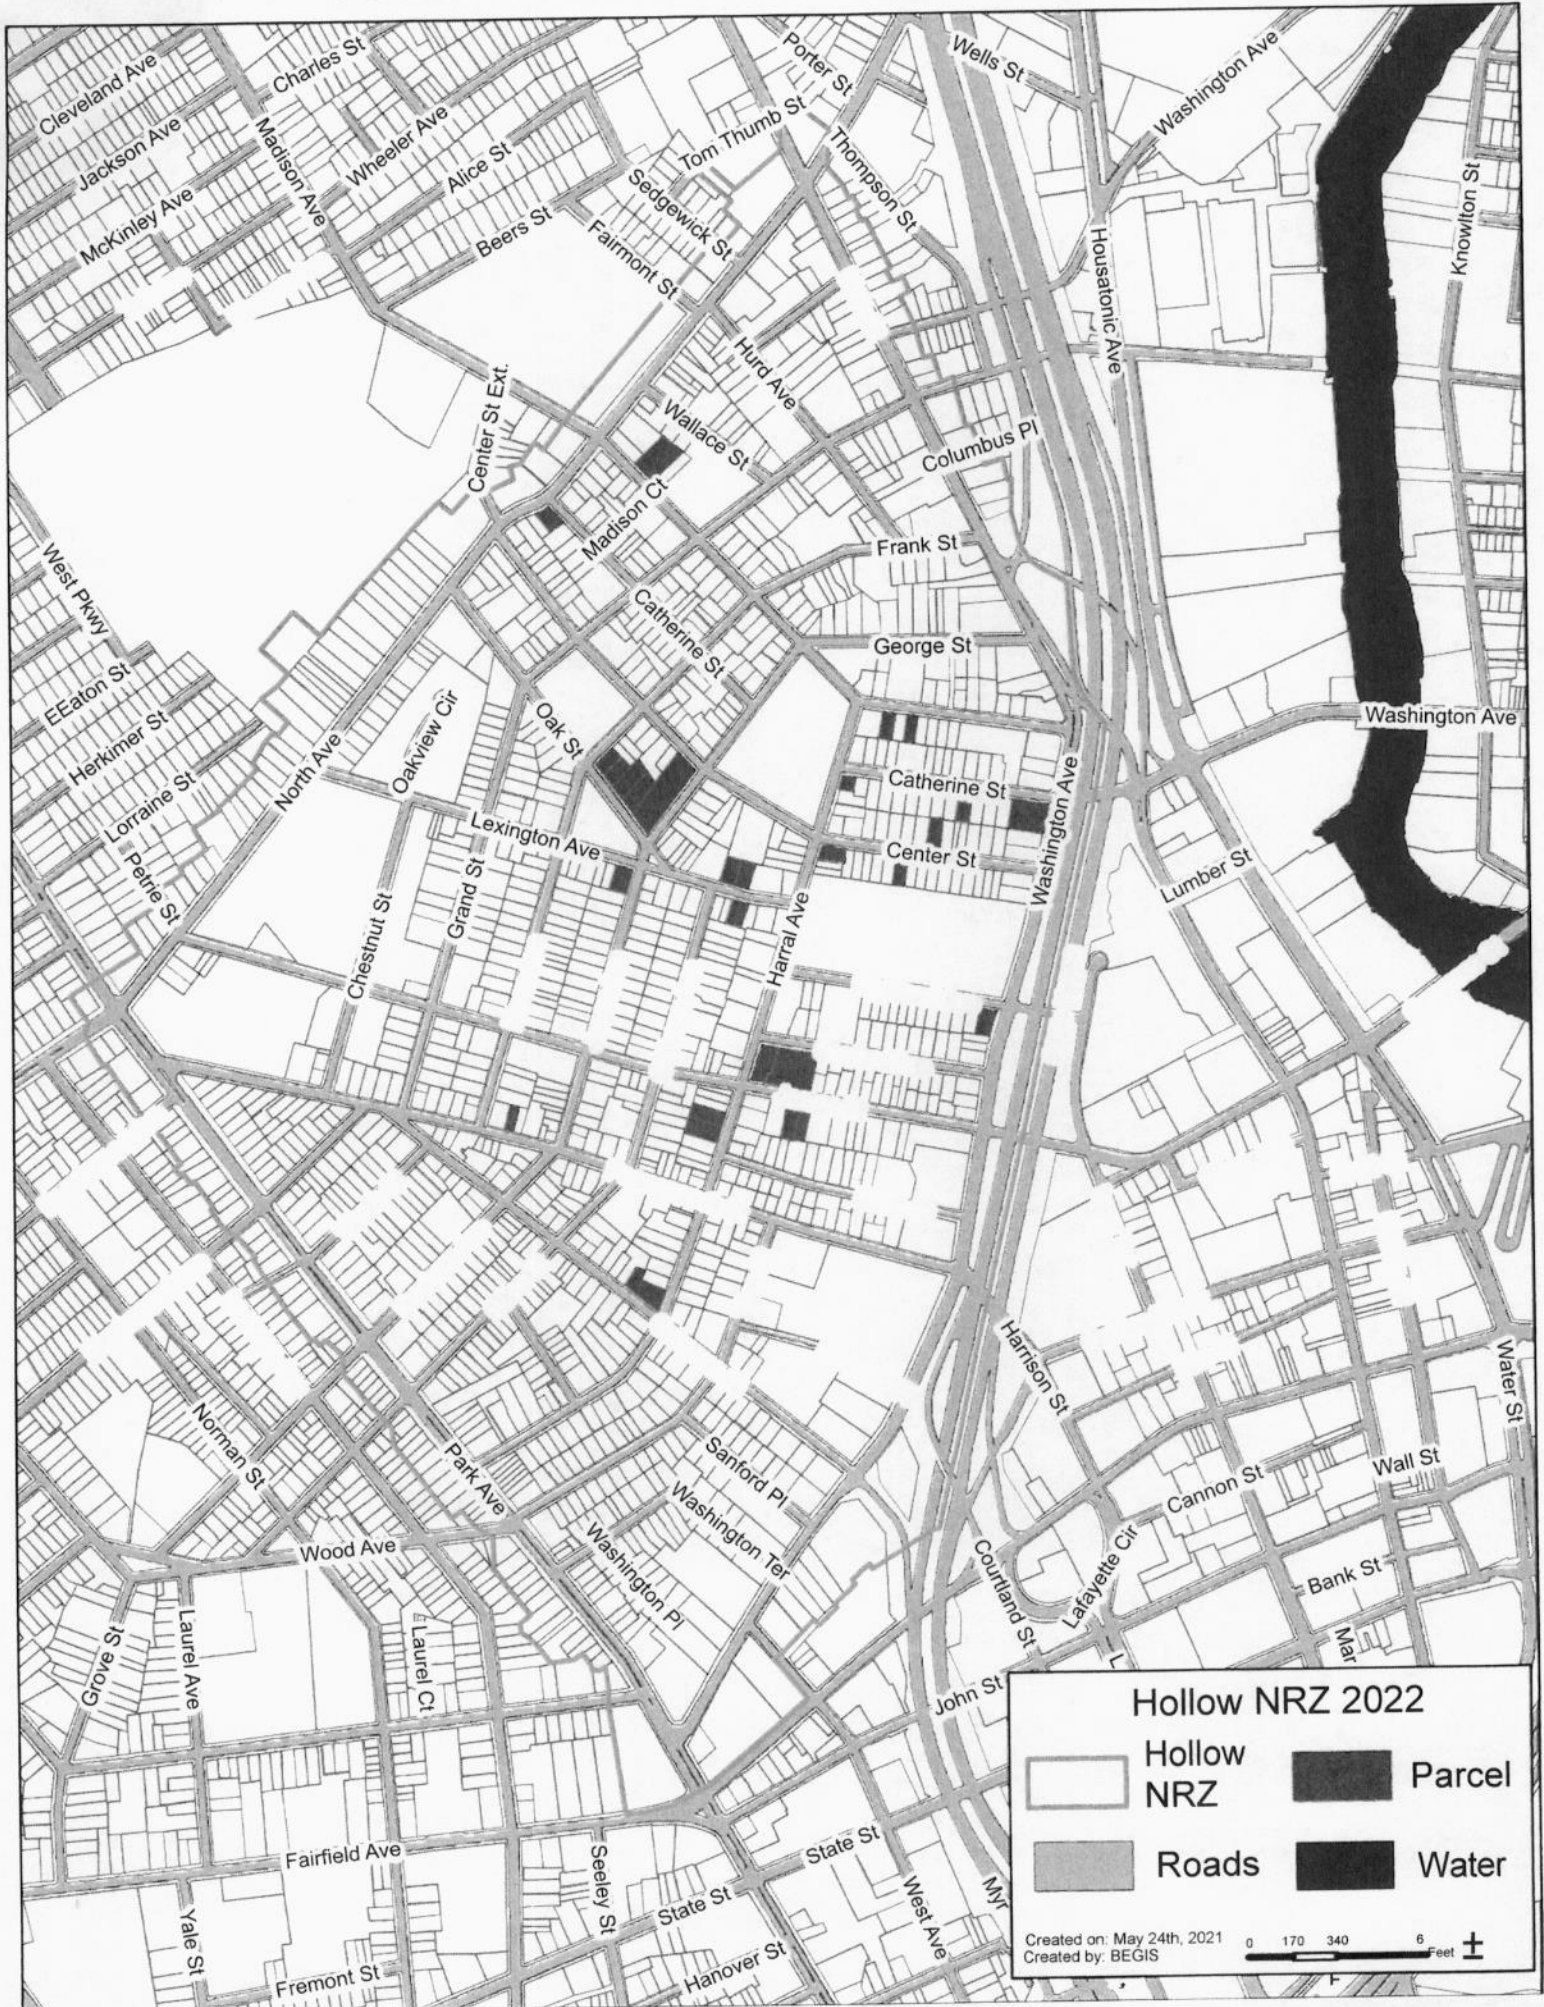 Cleveland Ave
Charles St
Porter St
Wells St
Washington Ave
Jackson Ave
Madison Ave
Wheeler Ave
Tom Thumb St
Thompson St
Alice St
Sedgewick St
McKinley Ave
Beers St
Fairmont St
Housatonic Ave
Knowlton St
Hurd Ave
Center St Ext.
Wallace St
Columbus Pl
Madison Ct
Frank St
West Pkwy
Catherine St
George St
EEaton St
Oakview Cir
Oak St
Washington Ave
Herkimer St
North Ave
Catherine St
Lorraine St
Lexington Ave
Center St
Washington Ave
Petrie St
Grand St
Lumber St
Chestnut St
Harral Ave
Harrison St
Water St
Norman St
Park Ave
Sanford Pl
Wall St
Cannon St
Washington Ter
Wood Ave
Washington Pl
Courtland St
Lafayette Cir
Bank St
Grove St
Laurel Ave
Laurel Ct
Mar
L
John St
Hollow NRZ 2022
Hollow
NRZ
Parcel
Roads
Water
Created on: May 24th, 2021
Created by: BEGIS
0 170 340 6
Feet
Fairfield Ave
State St
Seeley St
Myr
West Ave
Yale St
State St
Fremont St
Hanover St